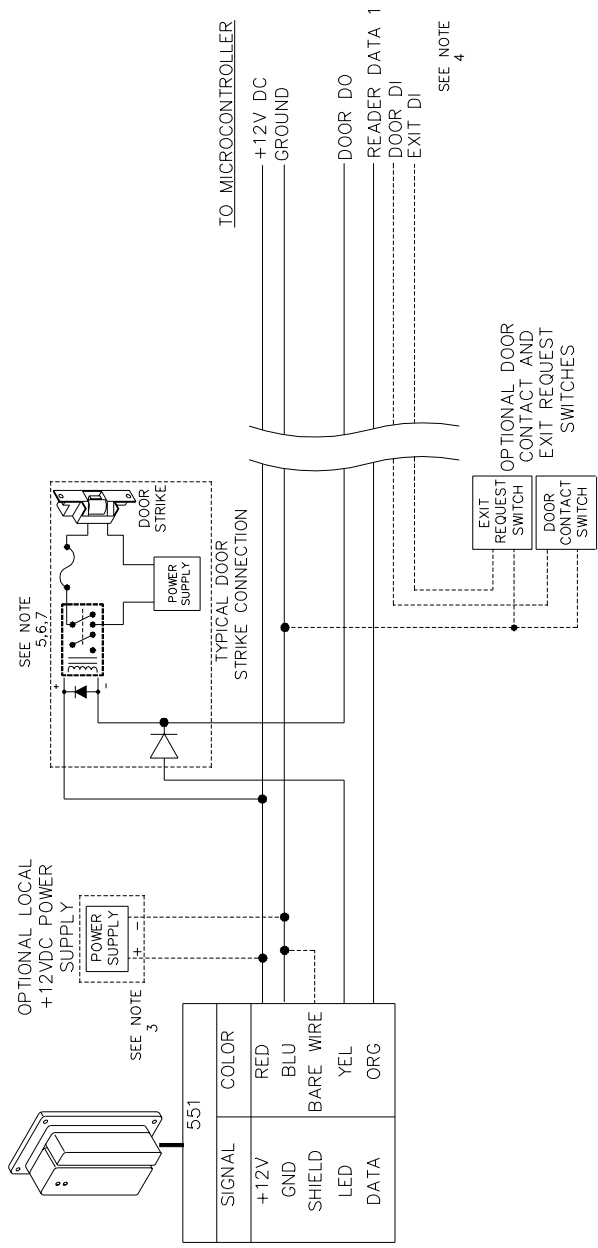 OPTIONAL LOCAL
+12VDC POWER
SUPPLY
POWER
SUPPLY
+ -
SEE NOTE
3
551
SIGNAL COLOR
+12V RED
GND BLU
SHIELD BARE WIRE
LED YEL
DATA ORG
SEE NOTE
5,6,7
+
-
DOOR
STRIKE
POWER
SUPPLY
TYPICAL DOOR
STRIKE CONNECTION
TO MICROCONTROLLER
+12V DC
GROUND
DOOR DO
READER DATA 1
DOOR DI
EXIT DI
SEE NOTE
4
EXIT
REQUEST
SWITCH
DOOR
CONTACT
SWITCH
OPTIONAL DOOR
CONTACT AND
EXIT REQUEST
SWITCHES